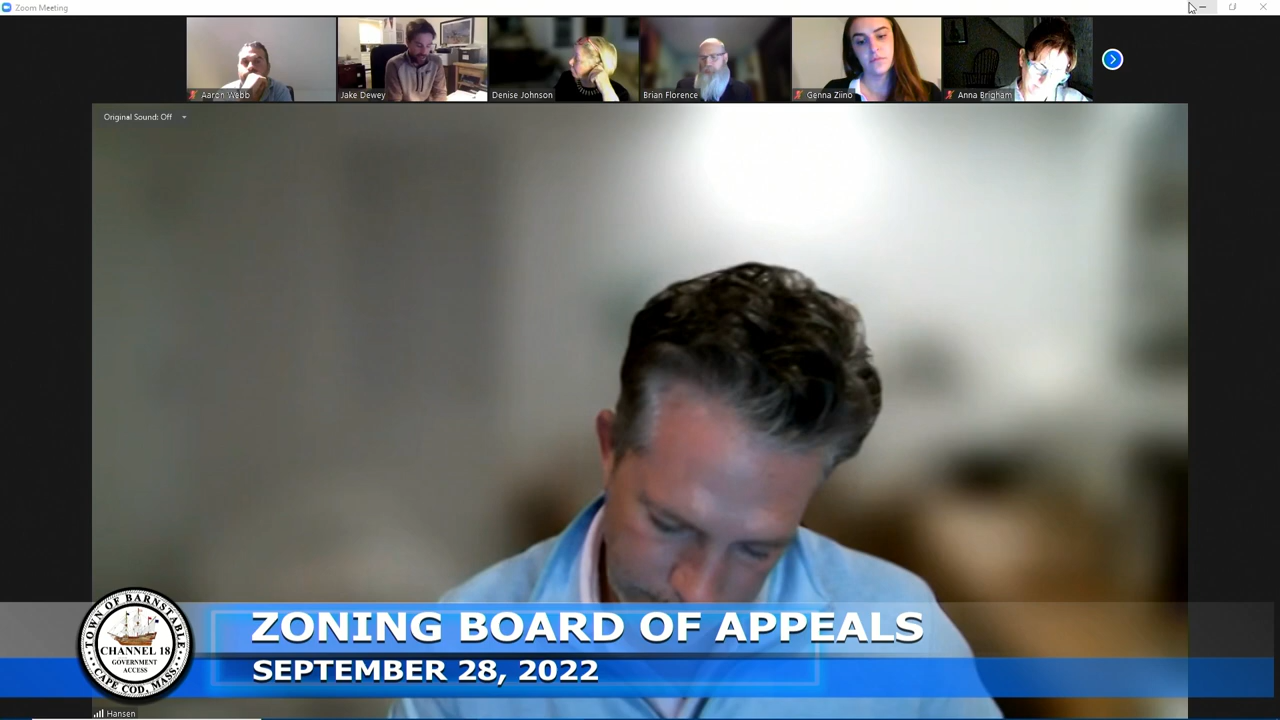 Zoom Meeting
Aaron Webb
Jake Dewey
Denise Johnson
Brian Florence
Genna Ziino
Anna Brigham
Original Sound: Off
ZONING BOARD OF APPEALS
SEPTEMBER 28, 2022
TOWN OF BARNSTABLE
CHANNEL 18
GOVERNMENT
ACCESS
CAPE COD, MASS.
Hansen